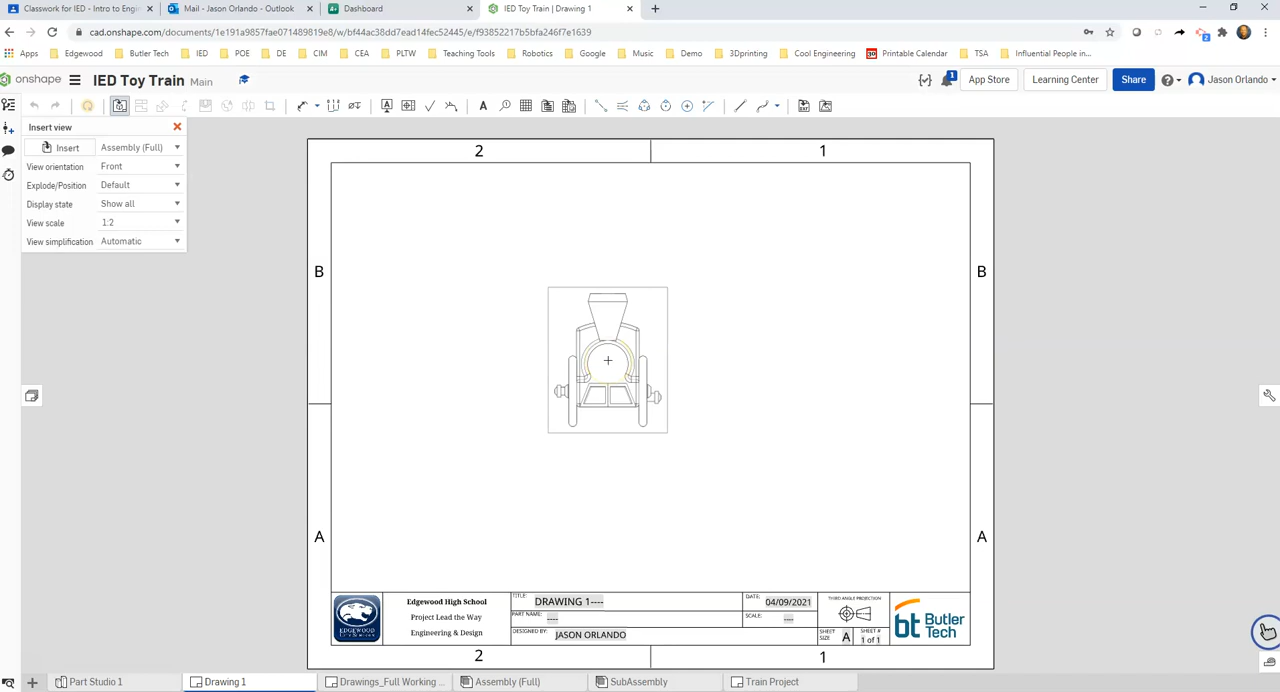 Classwork for IED - Intro to Engin
Mail - Jason Orlando - Outlook
Dashboard
IED Toy Train | Drawing 1
cad.onshape.com/documents/1e191a9857fae071489819e8/w/bf44ac38dd7ead14fec52445/e/f93852217b5bfa246f7e1639
Apps Edgewood Butler Tech IED POE DE CIM CEA PLTW Teaching Tools Robotics Google Music Demo 3Dprinting Cool Engineering Printable Calendar TSA Influential People in...
onshape IED Toy Train Main 1 App Store Learning Center Share Jason Orlando
Insert view
Insert Assembly (Full)
View orientation Front
Explode/Position Default
Display state Show all
View scale 1:2
View simplification Automatic
2 1
B B
A A
Edgewood High School
Project Lead the Way
Engineering & Design
TITLE: DRAWING 1----
PART NAME: ----
DESIGNED BY: JASON ORLANDO
DATE: 04/09/2021
SCALE: ----
THIRD ANGLE PROJECTION
SHEET SIZE A
SHEET # 1 of 1
bt Butler Tech
2 1
Part Studio 1 Drawing 1 Drawings_Full Working ... Assembly (Full) SubAssembly Train Project